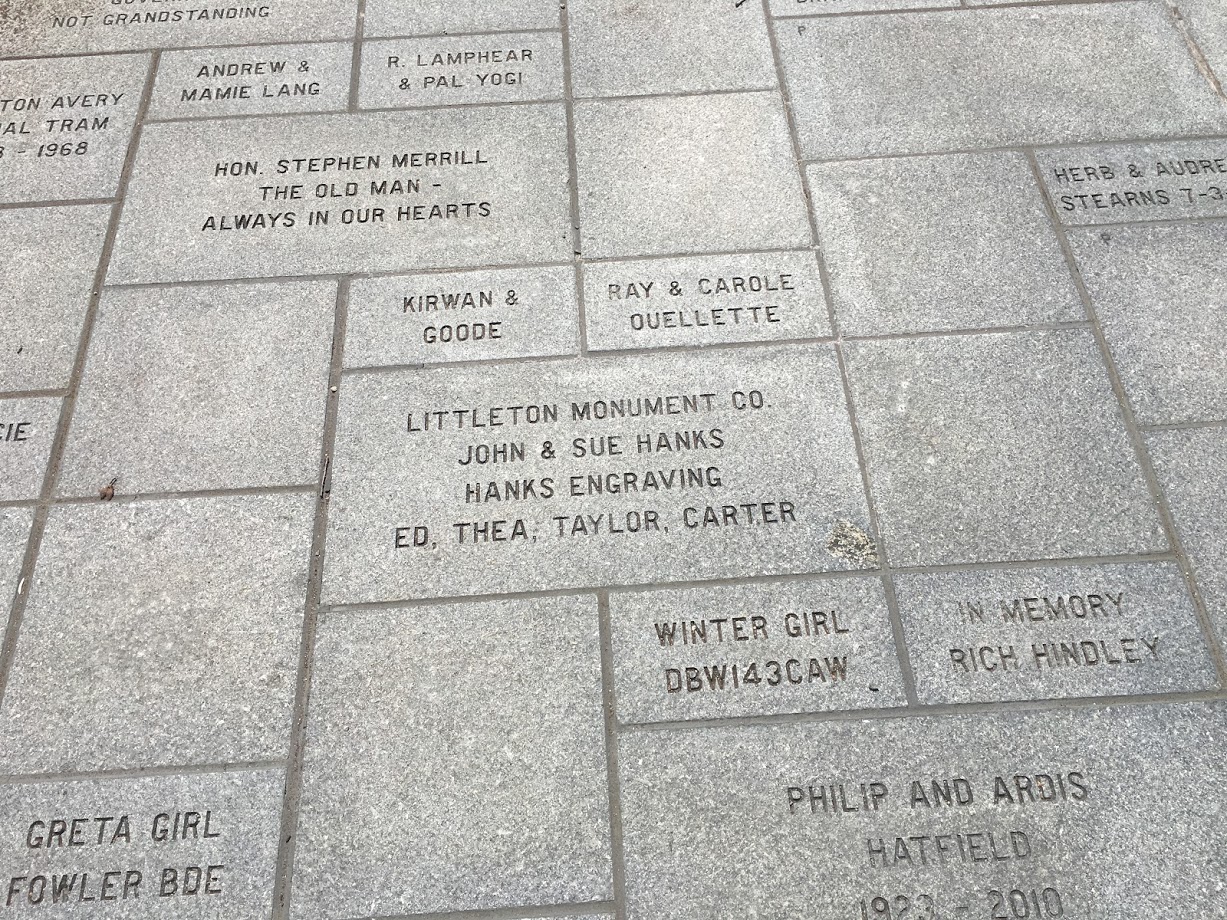 NOT GRANDSTANDING
ANDREW &
MAMIE LANG
R. LAMPHEAR
& PAL YOGI
TON AVERY
AL TRAM
- 1968
HON. STEPHEN MERRILL
THE OLD MAN -
ALWAYS IN OUR HEARTS
HERB & AUDRE
STEARNS 7-3
KIRWAN &
GOODE
RAY & CAROLE
OUELLETTE
CIE
LITTLETON MONUMENT CO.
JOHN & SUE HANKS
HANKS ENGRAVING
ED, THEA, TAYLOR, CARTER
WINTER GIRL
DBW143CAW
IN MEMORY
RICH HINDLEY
GRETA GIRL
FOWLER BDE
PHILIP AND ARDIS
HATFIELD
1923 - 2010